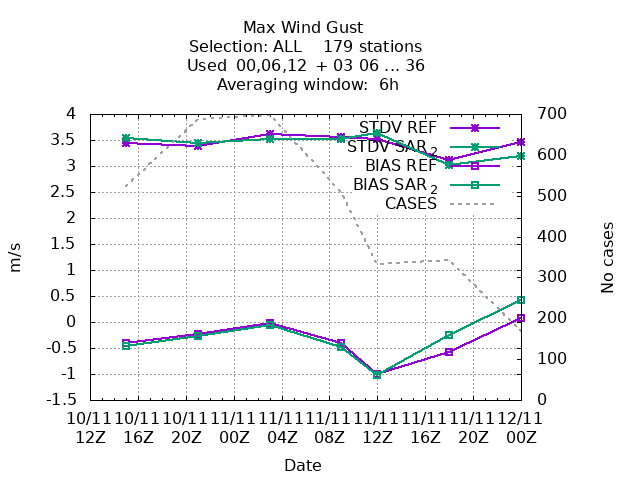 Max Wind Gust
Selection: ALL    179 stations
Used  00,06,12  + 03 06 ... 36
Averaging window:  6h
4
3.5
3
2.5
2
1.5
1
0.5
0
-0.5
-1
-1.5
m/s
700
600
500
400
300
200
100
0
No cases
STDV REF
STDV SAR2
BIAS REF
BIAS SAR2
CASES
10/11 10/11 10/11 11/11 11/11 11/11 11/11 11/11 11/11 12/11
12Z 16Z 20Z 00Z 04Z 08Z 12Z 16Z 20Z 00Z
Date